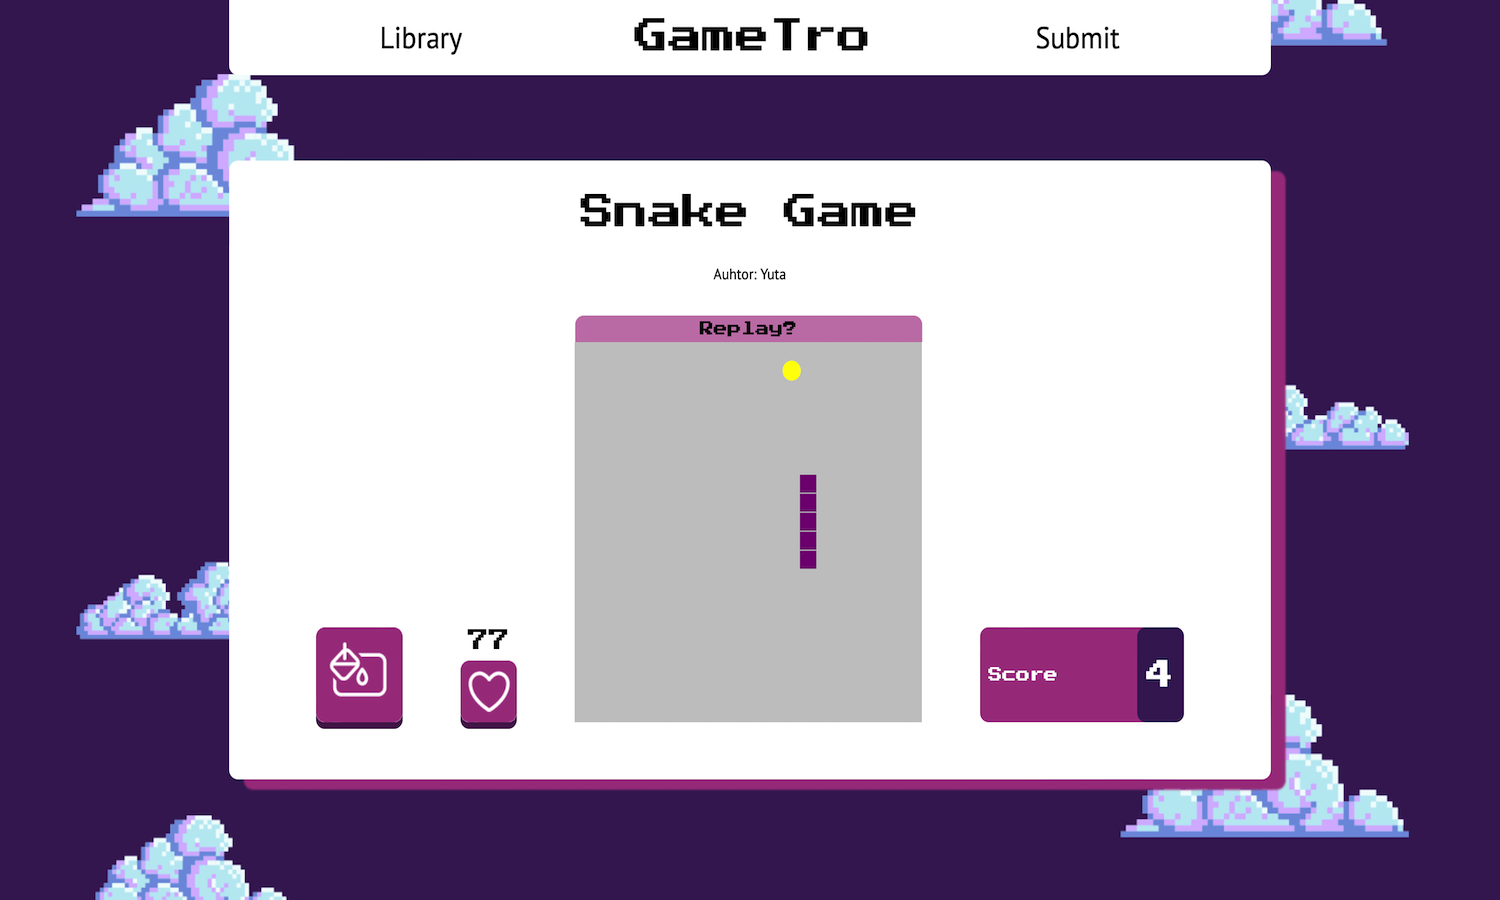 Library
GameTro
Submit
Snake Game
Auhtor: Yuta
Replay?
77
Score
4